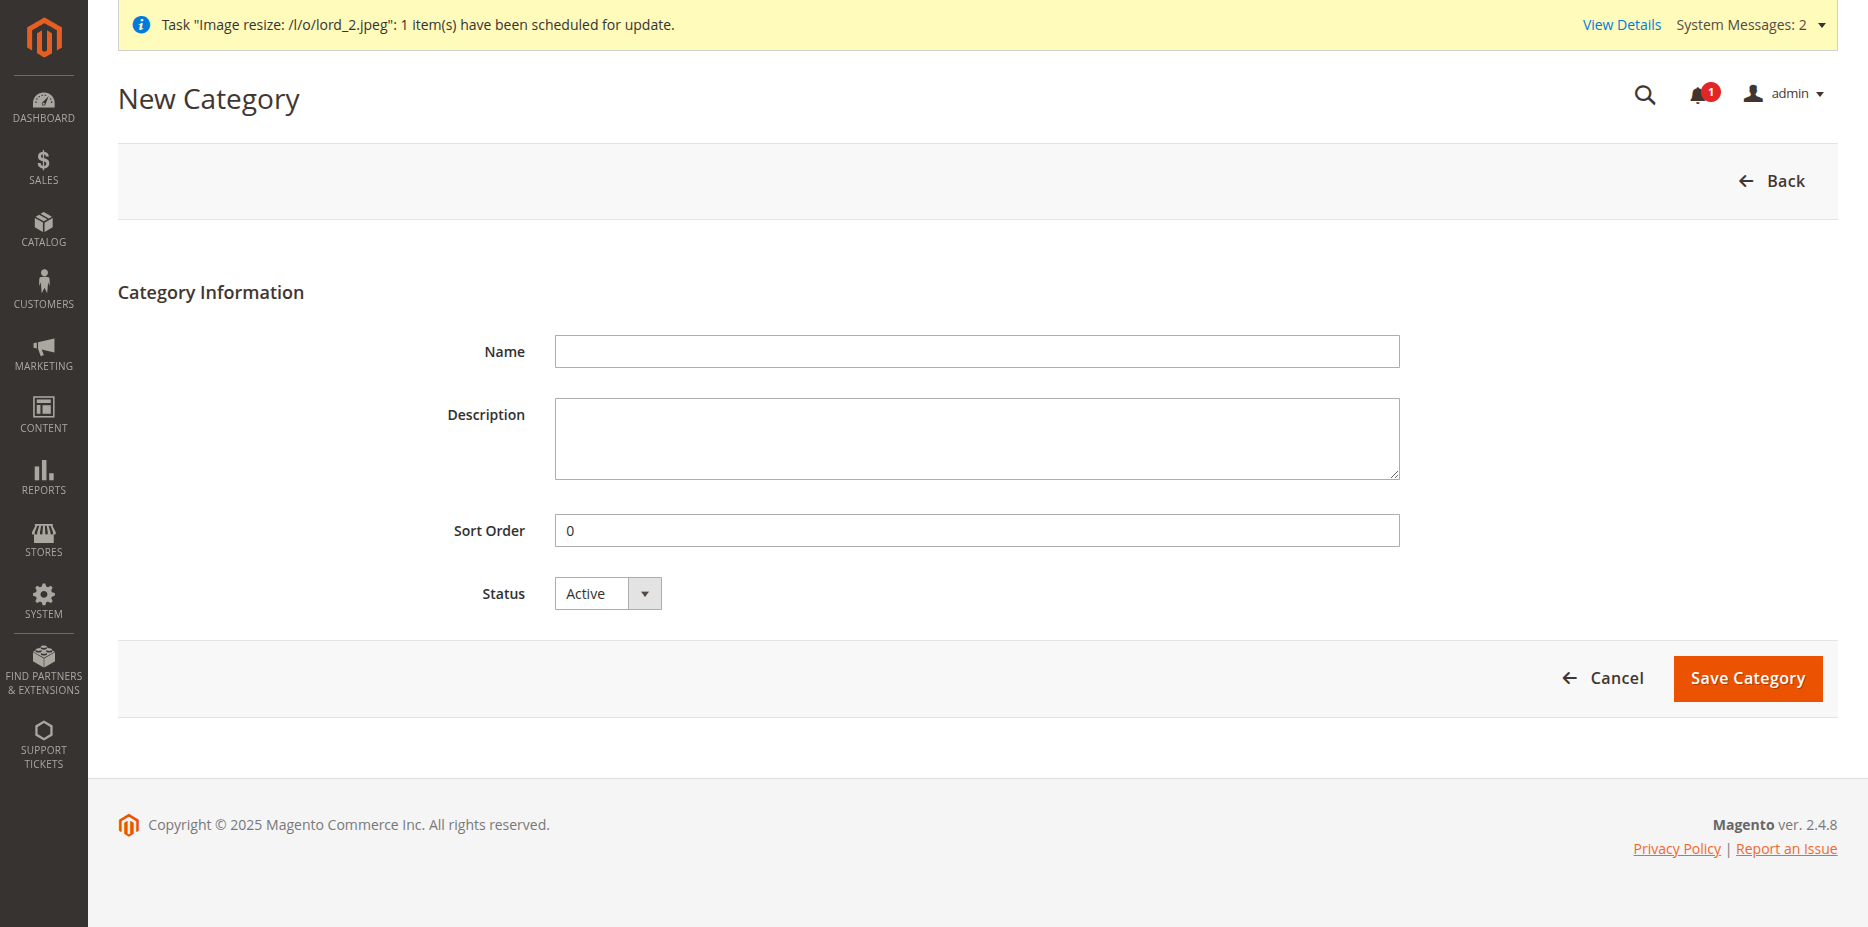 Task "Image resize: /l/o/lord_2.jpeg": 1 item(s) have been scheduled for update.
View Details
System Messages: 2
New Category
1
admin
Back
DASHBOARD
SALES
CATALOG
CUSTOMERS
MARKETING
CONTENT
REPORTS
STORES
SYSTEM
FIND PARTNERS
& EXTENSIONS
SUPPORT
TICKETS
Category Information
Name
Description
Sort Order
0
Status
Active
Cancel
Save Category
Copyright © 2025 Magento Commerce Inc. All rights reserved.
Magento ver. 2.4.8
Privacy Policy | Report an Issue